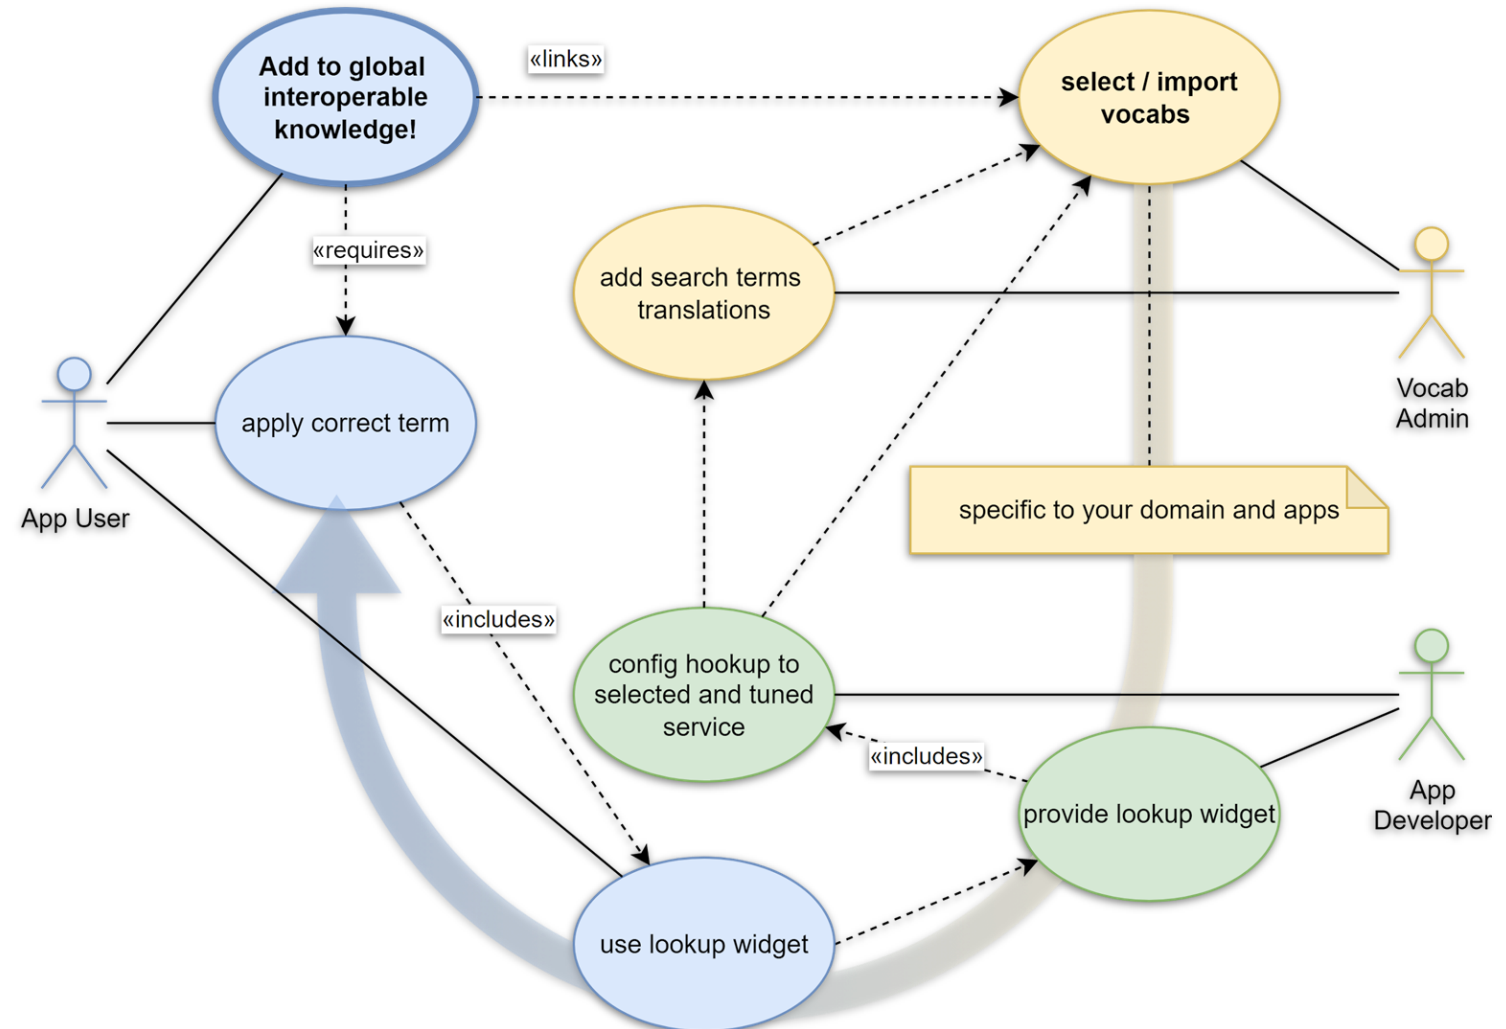 Add to global
interoperable
knowledge!
«links»
select / import
vocabs
«requires»
add search terms
translations
Vocab
Admin
apply correct term
App User
specific to your domain and apps
«includes»
config hookup to
selected and tuned
service
«includes»
App
Developer
provide lookup widget
use lookup widget